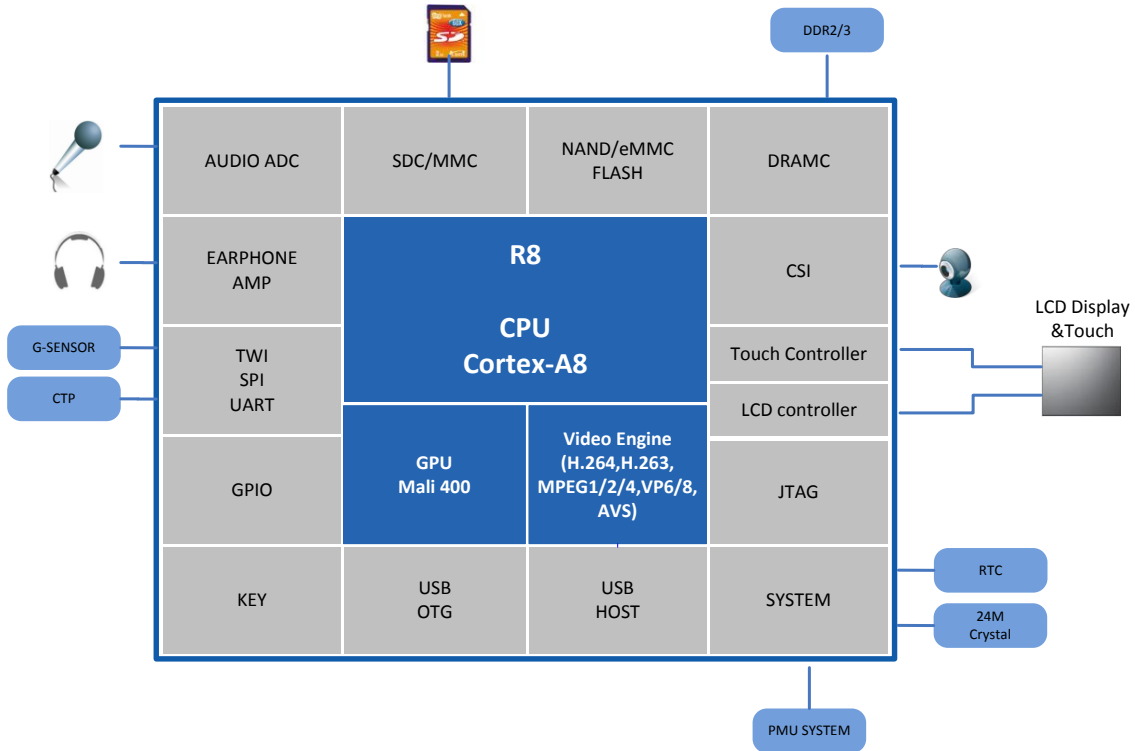 DDR2/3
SD
AUDIO ADC
SDC/MMC
NAND/eMMC
FLASH
DRAMC
EARPHONE
AMP
R8
CPU
Cortex-A8
CSI
LCD Display
&Touch
G-SENSOR
CTP
TWI
SPI
UART
Touch Controller
LCD controller
GPIO
GPU
Mali 400
Video Engine
(H.264,H.263,
MPEG1/2/4,VP6/8,
AVS)
JTAG
KEY
USB
OTG
USB
HOST
SYSTEM
RTC
24M
Crystal
PMU SYSTEM